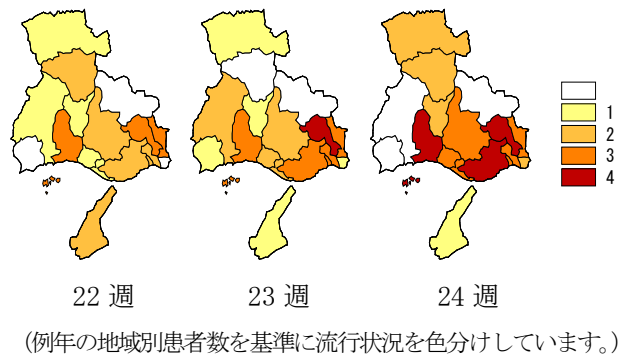 1
2
3
4
22 週
23 週
24 週
(例年の地域別患者数を基準に流行状況を色分けしています。)